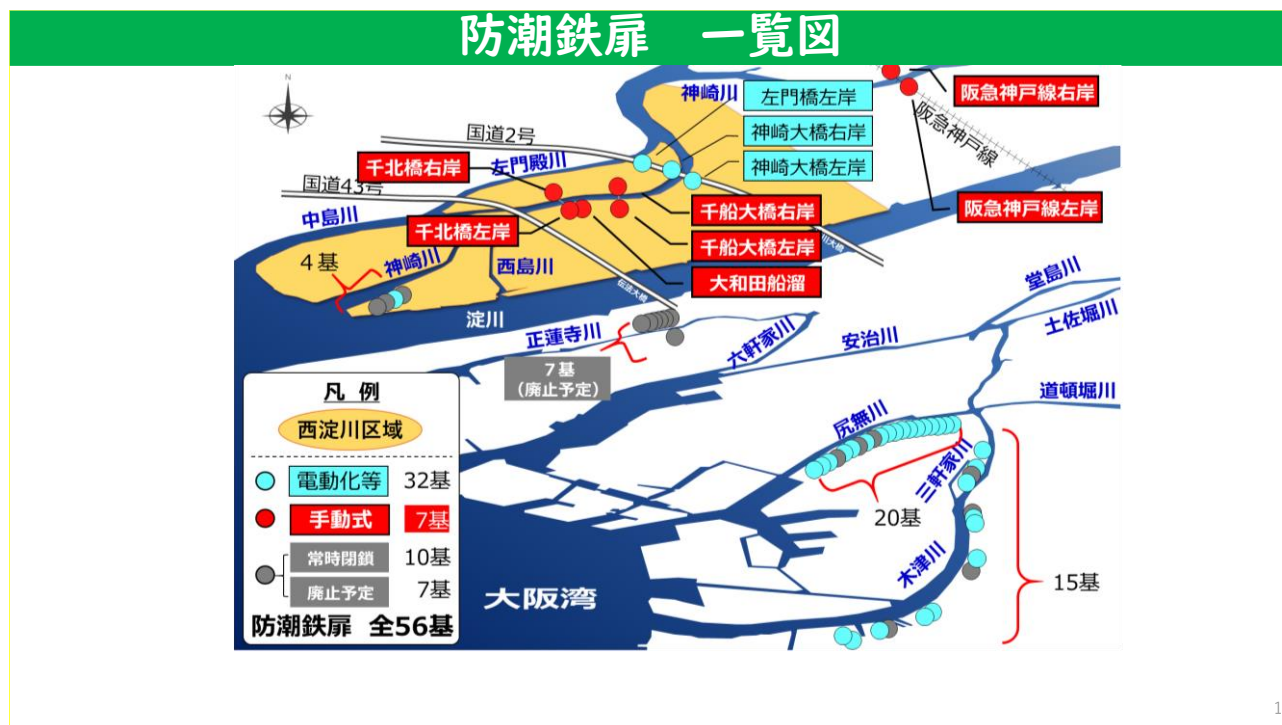 防潮鉄扉　一覧図
N
神崎川
左門橋左岸
阪急神戸線右岸
国道2号
神崎大橋右岸
阪急神戸線
千北橋右岸
左門殿川
神崎大橋左岸
国道43号
千船大橋右岸
阪急神戸線左岸
中島川
千北橋左岸
千船大橋左岸
4基
神崎川
西島川
大和田船溜
伝法大橋
堂島川
淀川
正蓮寺川
六軒家川
安治川
土佐堀川
7基
（廃止予定）
道頓堀川
凡 例
西淀川区域
尻無川
三軒家川
電動化等 32基
手動式 7基
20基
常時閉鎖 10基
廃止予定 7基
木津川
15基
大阪湾
防潮鉄扉 全56基
1